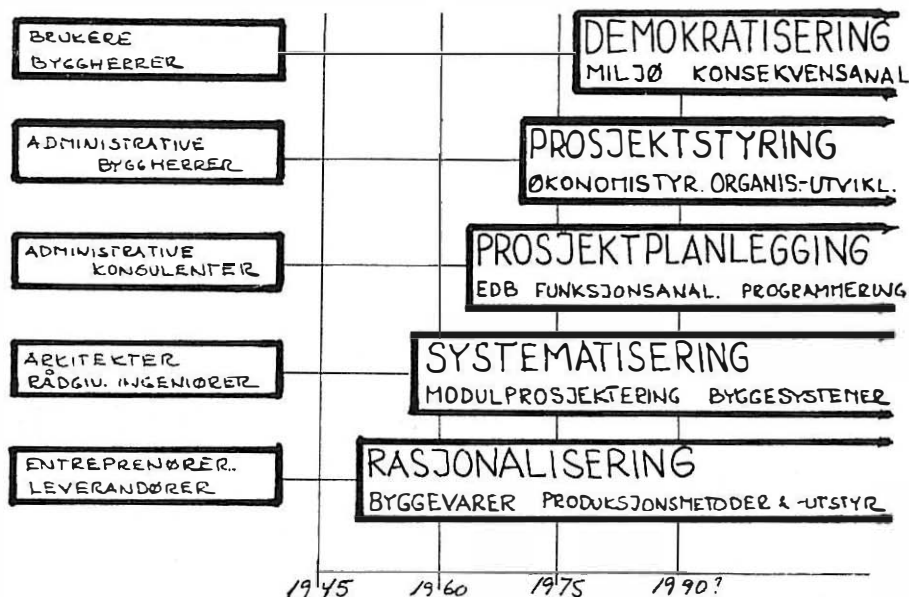 BRUKERE
BYGGHERRER
DEMOKRATISERING
MILJØ KONSEKVENSANAL
ADMINISTRATIVE
BYGGHERRER
PROSJEKTSTYRING
ØKONOMISTYR. ORGANIS.-UTVIKL.
ADMINISTRATIVE
KONSULENTER
PROSJEKTPLANLEGGING
EDB FUNKSJONSANAL. PROGRAMMERING
ARKITEKTER
RÅDGIV. INGENIØRER
SYSTEMATISERING
MODULPROSJEKTERING BYGGESYSTEMER
ENTREPRENØRER..
LEVERANDØRER
RASJONALISERING
BYGGEVARER PRODUKSJONSMETODER & -UTSTYR
1945 1960 1975 1990?